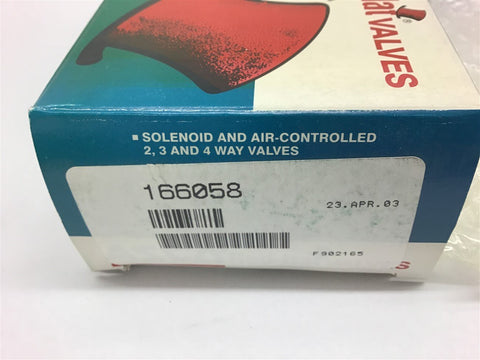 VALVES
▪ SOLENOID AND AIR-CONTROLLED
2, 3 AND 4 WAY VALVES
166058
23.APR.03
F902165